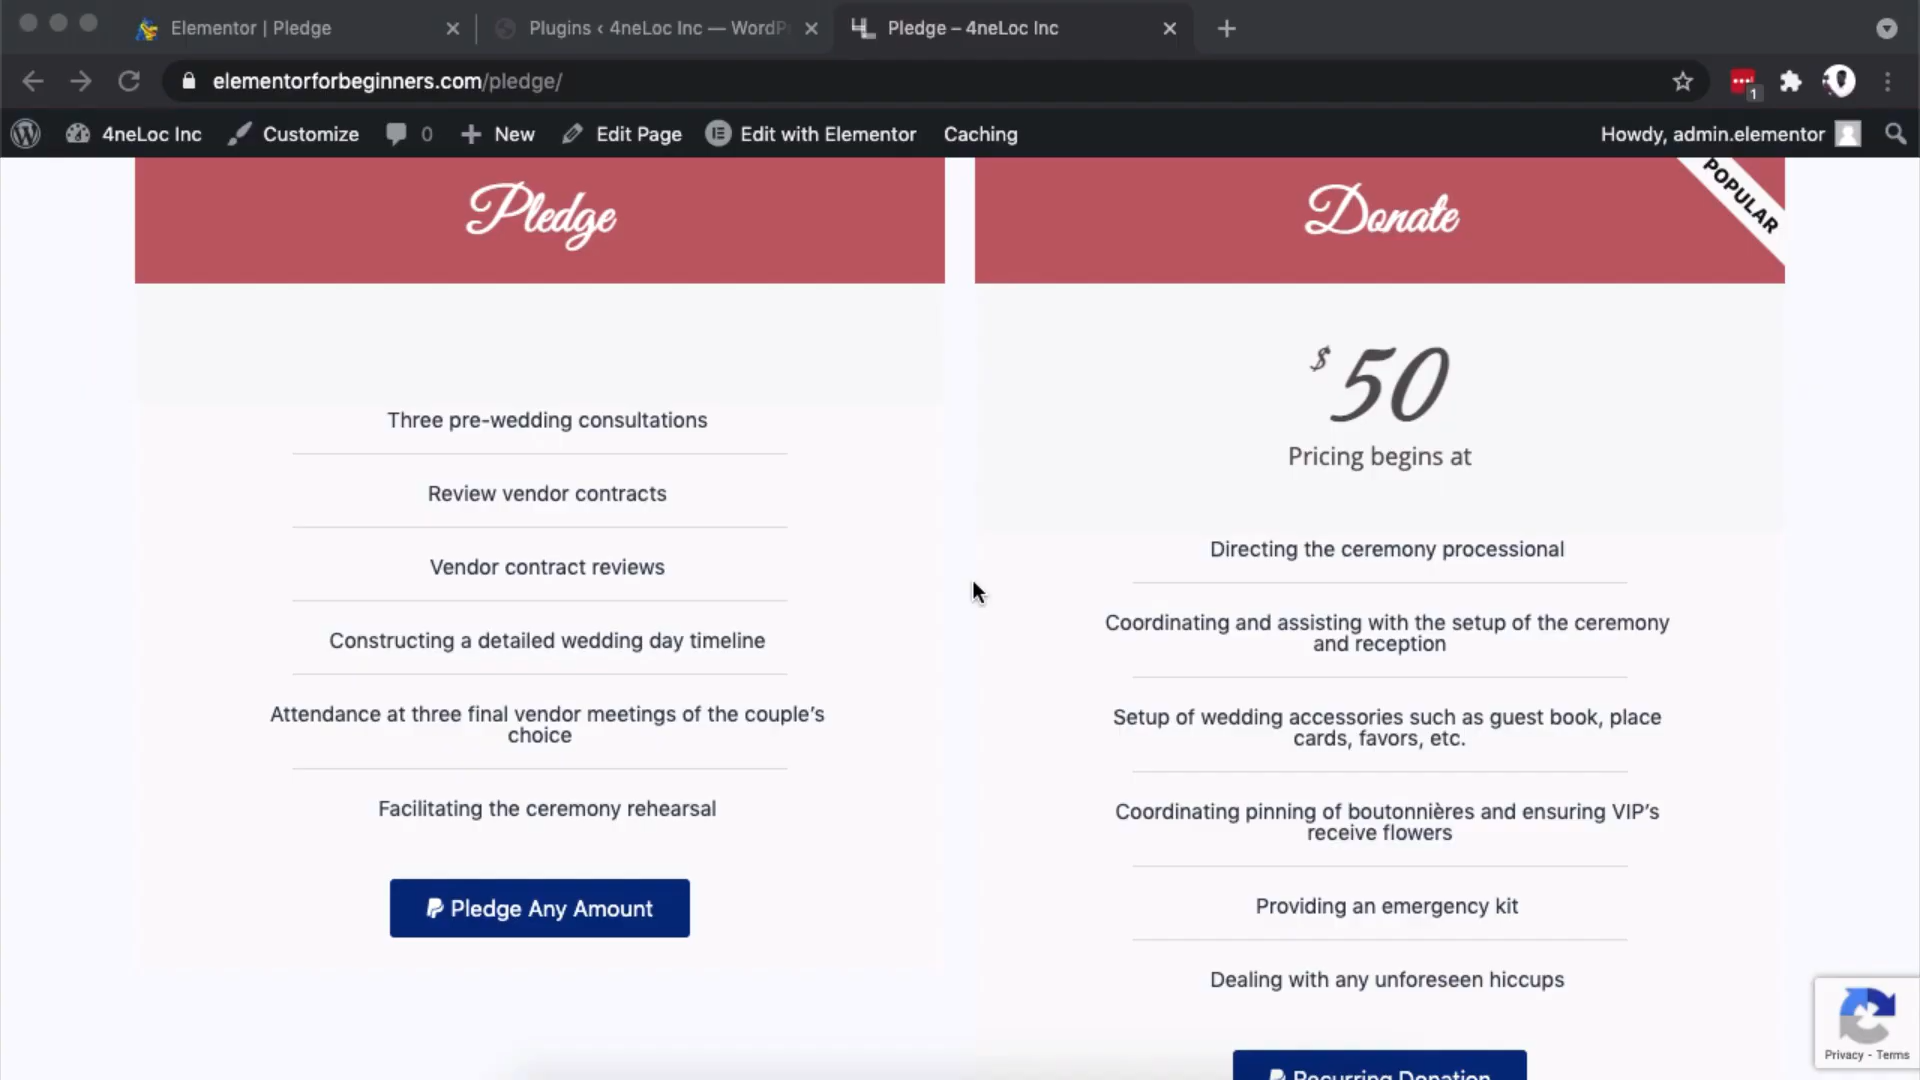 Elementor | Pledge
Plugins ‹ 4neLoc Inc — WordP
Pledge – 4neLoc Inc
elementorforbeginners.com/pledge/
1
4neLoc Inc
Customize
0
New
Edit Page
Edit with Elementor
Caching
Howdy, admin.elementor
Pledge
Three pre-wedding consultations
Review vendor contracts
Vendor contract reviews
Constructing a detailed wedding day timeline
Attendance at three final vendor meetings of the couple’s
choice
Facilitating the ceremony rehearsal
Pledge Any Amount
Donate
POPULAR
$ 50
Pricing begins at
Directing the ceremony processional
Coordinating and assisting with the setup of the ceremony
and reception
Setup of wedding accessories such as guest book, place
cards, favors, etc.
Coordinating pinning of boutonnières and ensuring VIP’s
receive flowers
Providing an emergency kit
Dealing with any unforeseen hiccups
Recurring Donation
Privacy - Terms